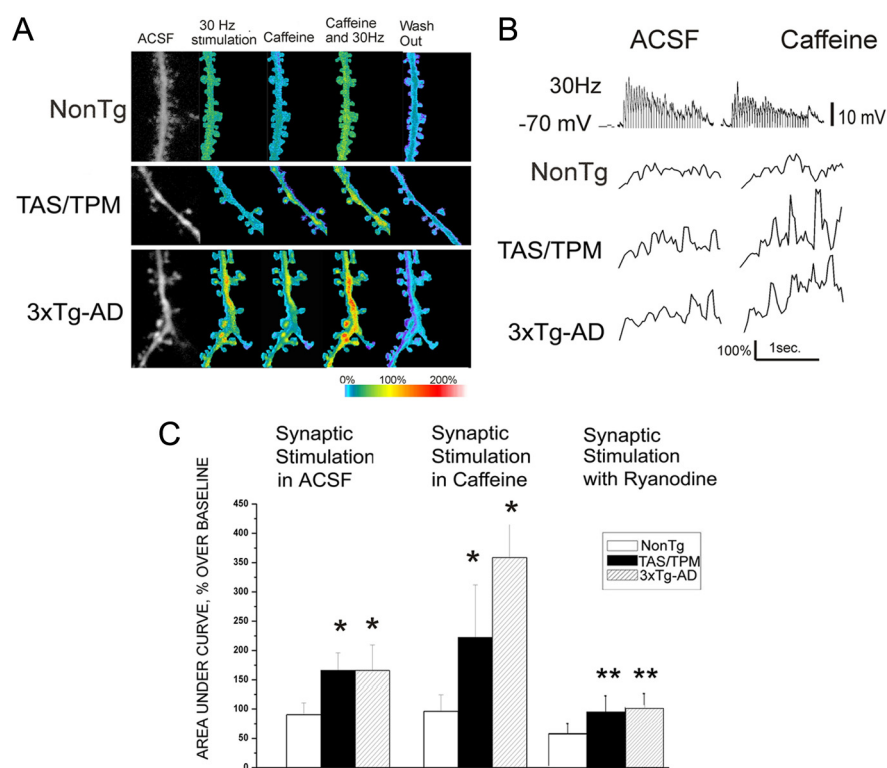 A
ACSF
30 Hz
stimulation
Caffeine
Caffeine
and 30Hz
Wash
Out
NonTg
TAS/TPM
3xTg-AD
0% 100% 200%
B
ACSF
Caffeine
30Hz
-70 mV
10 mV
NonTg
TAS/TPM
3xTg-AD
100%
1sec.
C
Synaptic
Stimulation
in ACSF
Synaptic
Stimulation
in Caffeine
Synaptic
Stimulation
with Ryanodine
AREA UNDER CURVE, % OVER BASELINE
450
400
350
300
250
200
150
100
50
0
* * * * ** **
NonTg
TAS/TPM
3xTg-AD